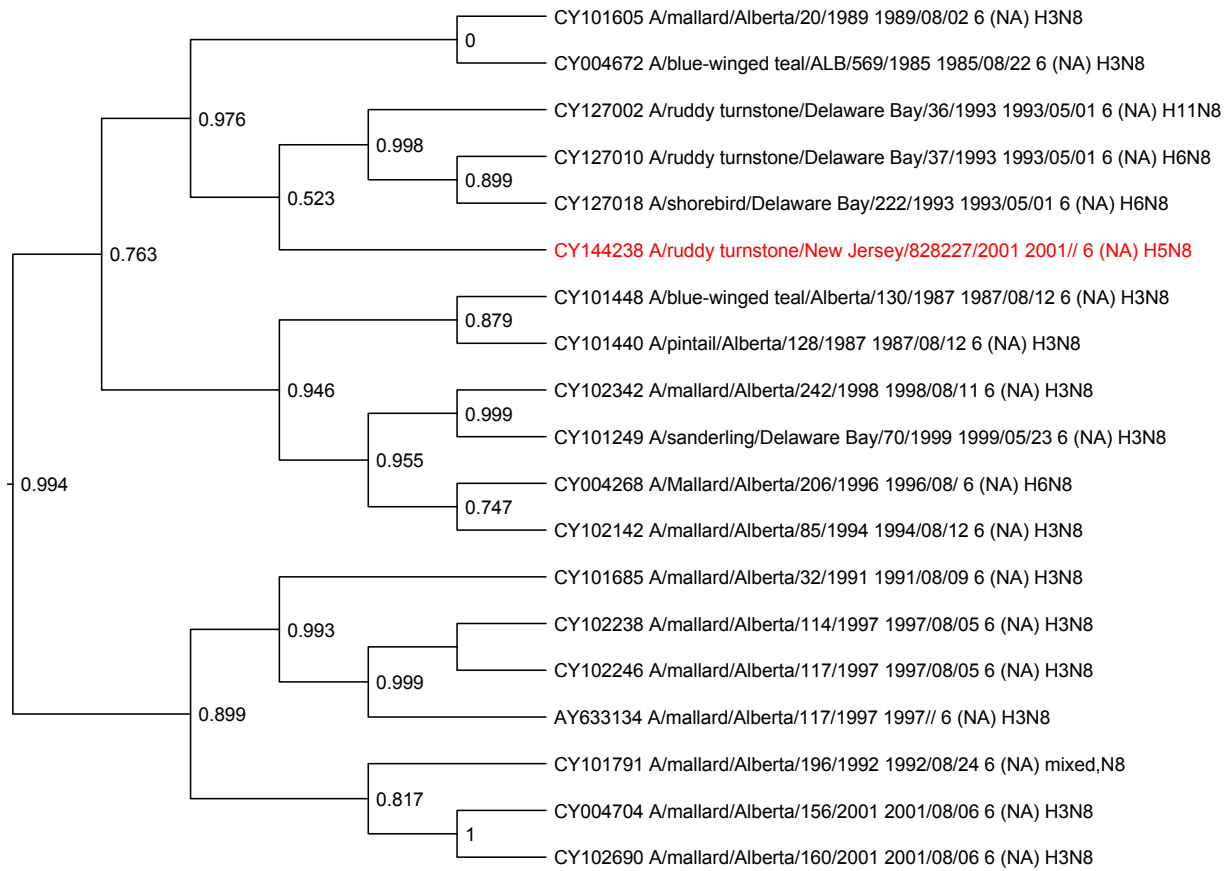 CY101605 A/mallard/Alberta/20/1989 1989/08/02 6 (NA) H3N8
0
CY004672 A/blue-winged teal/ALB/569/1985 1985/08/22 6 (NA) H3N8
CY127002 A/ruddy turnstone/Delaware Bay/36/1993 1993/05/01 6 (NA) H11N8
0.976
0.998
CY127010 A/ruddy turnstone/Delaware Bay/37/1993 1993/05/01 6 (NA) H6N8
0.899
0.523
CY127018 A/shorebird/Delaware Bay/222/1993 1993/05/01 6 (NA) H6N8
0.763
CY144238 A/ruddy turnstone/New Jersey/828227/2001 2001// 6 (NA) H5N8
CY101448 A/blue-winged teal/Alberta/130/1987 1987/08/12 6 (NA) H3N8
0.879
CY101440 A/pintail/Alberta/128/1987 1987/08/12 6 (NA) H3N8
0.946
CY102342 A/mallard/Alberta/242/1998 1998/08/11 6 (NA) H3N8
0.999
CY101249 A/sanderling/Delaware Bay/70/1999 1999/05/23 6 (NA) H3N8
0.955
0.994
CY004268 A/Mallard/Alberta/206/1996 1996/08/ 6 (NA) H6N8
0.747
CY102142 A/mallard/Alberta/85/1994 1994/08/12 6 (NA) H3N8
CY101685 A/mallard/Alberta/32/1991 1991/08/09 6 (NA) H3N8
0.993
CY102238 A/mallard/Alberta/114/1997 1997/08/05 6 (NA) H3N8
CY102246 A/mallard/Alberta/117/1997 1997/08/05 6 (NA) H3N8
0.999
0.899
AY633134 A/mallard/Alberta/117/1997 1997// 6 (NA) H3N8
CY101791 A/mallard/Alberta/196/1992 1992/08/24 6 (NA) mixed,N8
0.817
CY004704 A/mallard/Alberta/156/2001 2001/08/06 6 (NA) H3N8
1
CY102690 A/mallard/Alberta/160/2001 2001/08/06 6 (NA) H3N8